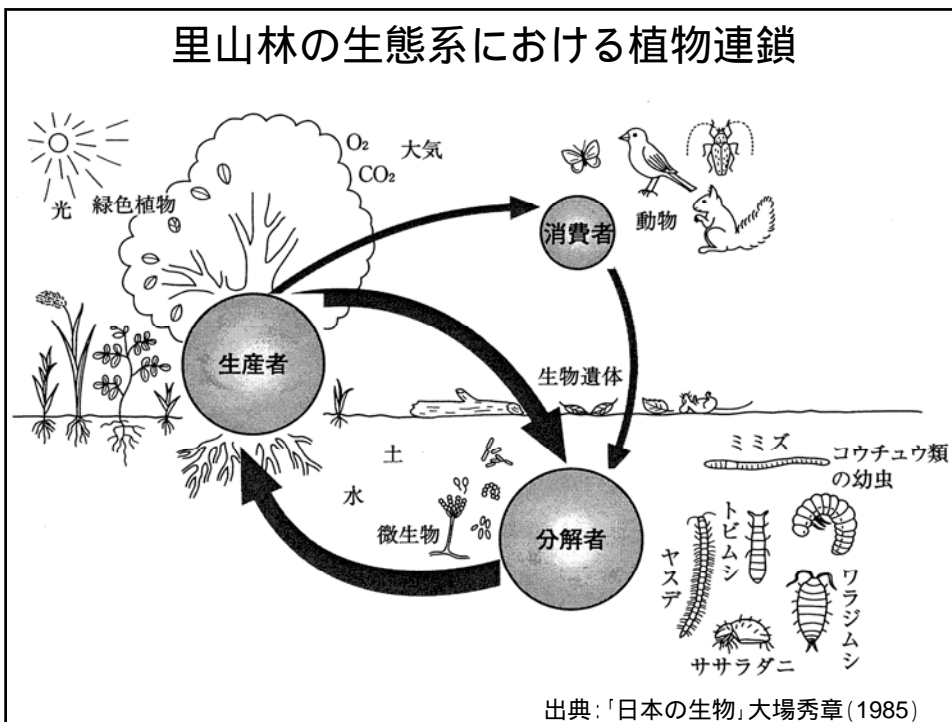 里山林の生態系における植物連鎖
O₂
大気
CO₂
光
緑色植物
消費者
動物
生産者
生物遺体
土
水
微生物
分解者
ミミズ
コウチュウ類
の幼虫
トビムシ
ヤスデ
ワラジムシ
ササラダニ
出典:「日本の生物」大場秀章(1985)